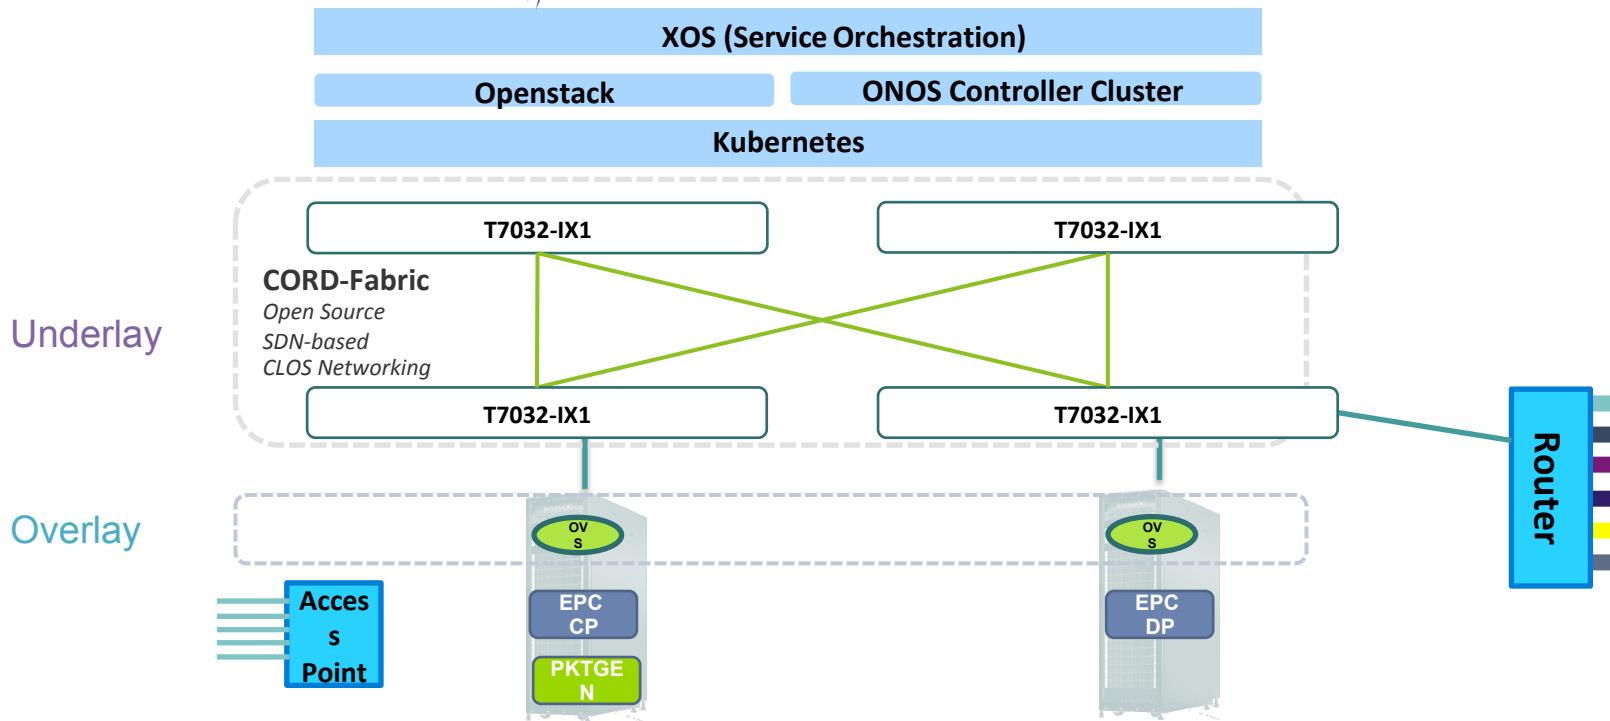 XOS (Service Orchestration)
Openstack
ONOS Controller Cluster
Kubernetes
T7032-IX1
T7032-IX1
CORD-Fabric
Open Source
SDN-based
CLOS Networking
Underlay
T7032-IX1
T7032-IX1
Router
Overlay
OV
S
OV
S
Acces
s
Point
EPC
CP
EPC
DP
PKTGE
N